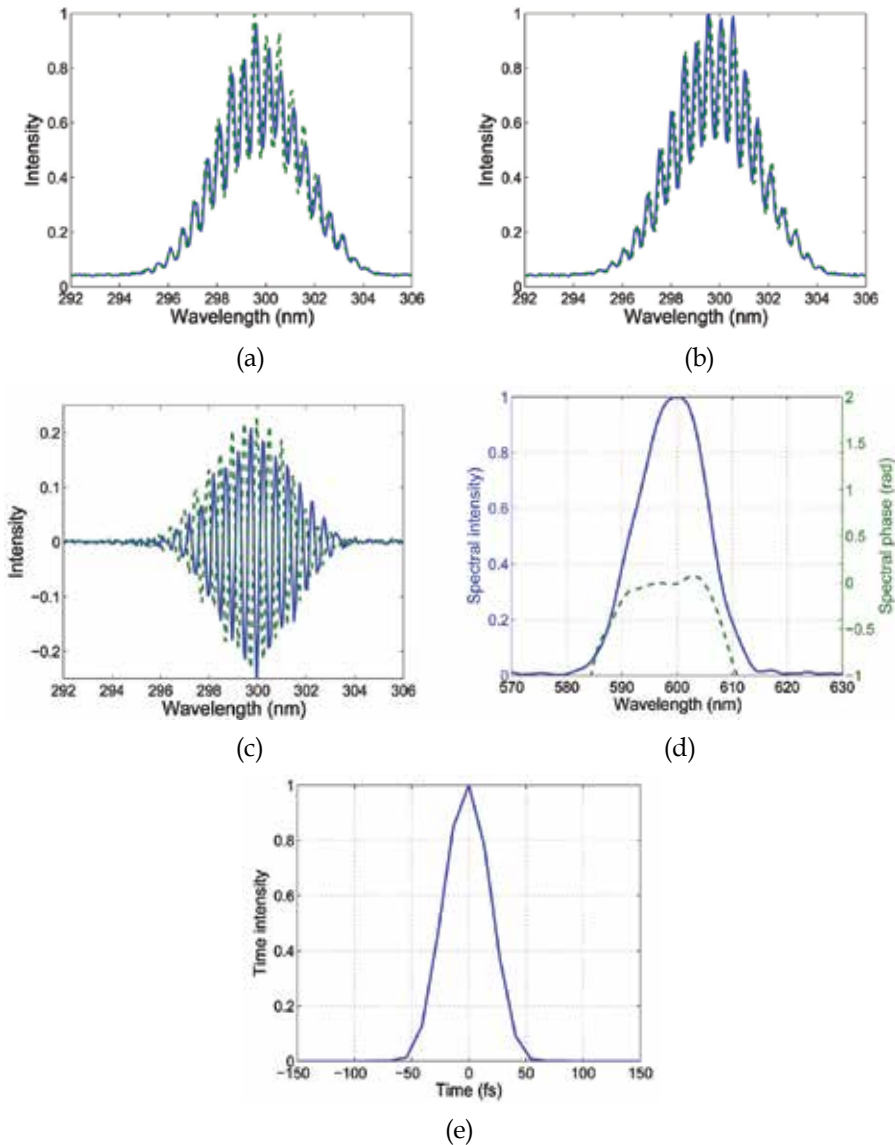 1
0.8
0.6
0.4
0.2
0
Intensity
292 294 296 298 300 302 304 306
Wavelength (nm)
(a)
1
0.8
0.6
0.4
0.2
0
Intensity
292 294 296 298 300 302 304 306
Wavelength (nm)
(b)
0.2
0.1
0
−0.1
−0.2
Intensity
292 294 296 298 300 302 304 306
Wavelength (nm)
(c)
1
0.8
0.6
0.4
0.2
0
Spectral intensity)
2
1.5
1
0.5
0
−0.5
−1
Spectral phase (rad)
570 580 590 600 610 620 630
Wavelength (nm)
(d)
1
0.8
0.6
0.4
0.2
0
Time intensity
−150 −100 −50 0 50 100 150
Time (fs)
(e)